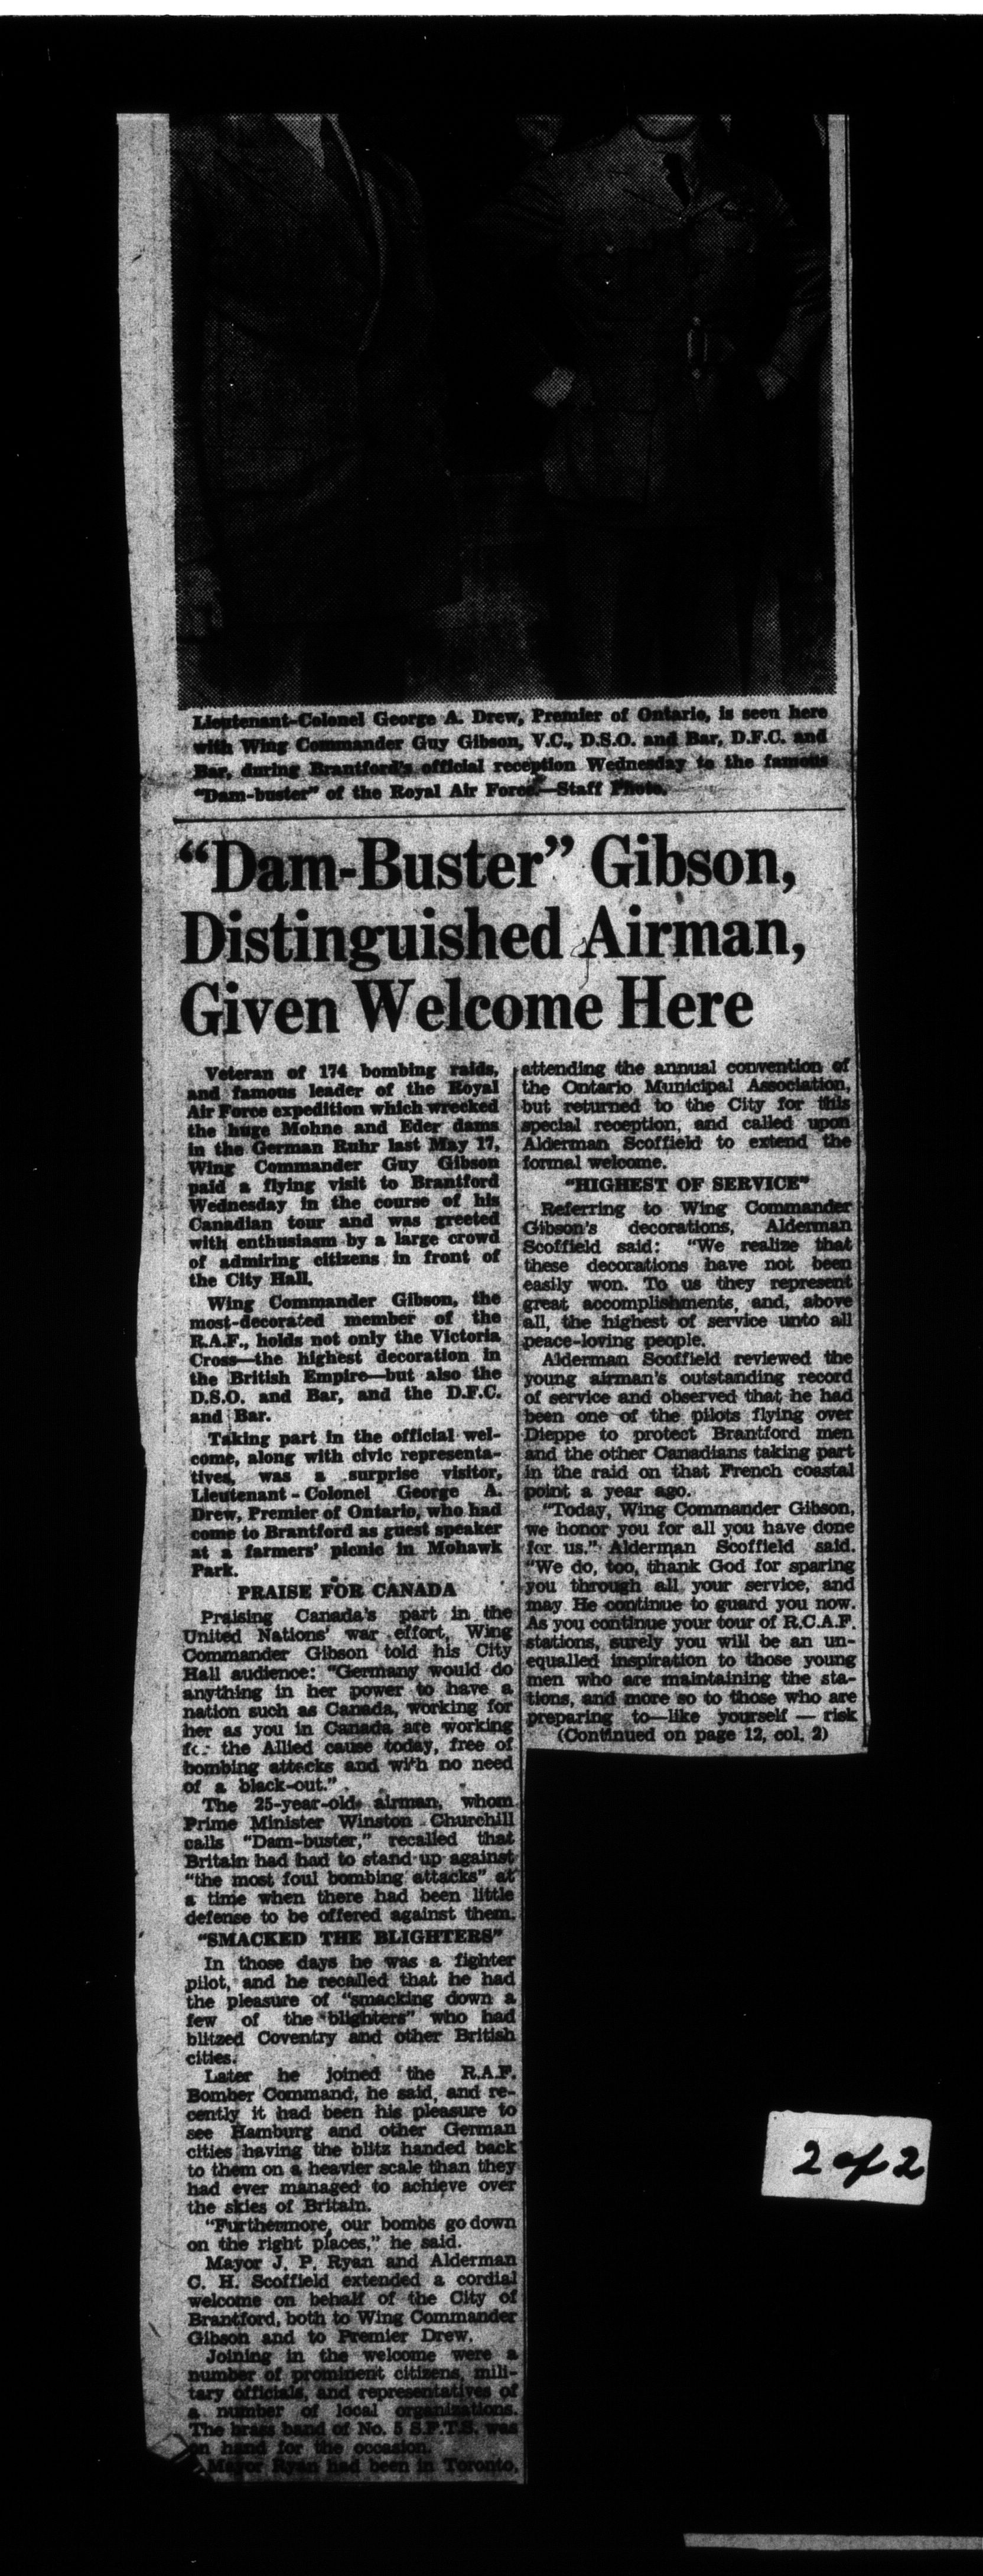 Lieutenant-Colonel George A. Drew, Premier of Ontario, is seen here
with Wing Commander Guy Gibson, V.C., D.S.O. and Bar, D.F.C. and
Bar, during Brantford's official reception Wednesday to the famous
"Dam-buster" of the Royal Air Force.—Staff Photo.
"Dam-Buster" Gibson,
Distinguished Airman,
Given Welcome Here
Veteran of 174 bombing raids,
and famous leader of the Royal
Air Force expedition which wrecked
the huge Mohne and Eder dams
in the German Ruhr last May 17,
Wing Commander Guy Gibson
paid a flying visit to Brantford
Wednesday in the course of his
Canadian tour and was greeted
with enthusiasm by a large crowd
of admiring citizens in front of
the City Hall.
Wing Commander Gibson, the
most-decorated member of the
R.A.F., holds not only the Victoria
Cross—the highest decoration in
the British Empire—but also the
D.S.O. and Bar, and the D.F.C.
and Bar.
Taking part in the official wel-
come, along with civic representa-
tives, was a surprise visitor,
Lieutenant-Colonel George A.
Drew, Premier of Ontario, who had
come to Brantford as guest speaker
at a farmers' picnic in Mohawk
Park.
PRAISE FOR CANADA
Praising Canada's part in the
United Nations' war effort, Wing
Commander Gibson told his City
Hall audience: "Germany would do
anything in her power to have a
nation such as Canada, working for
her as you in Canada are working
for the Allied cause today, free of
bombing attacks and with no need
of a black-out."
The 25-year-old airman, whom
Prime Minister Winston Churchill
calls "Dam-buster," recalled that
Britain had had to stand up against
"the most foul bombing attacks" at
a time when there had been little
defense to be offered against them.
"SMACKED THE BLIGHTERS"
In those days he was a fighter
pilot, and he recalled that he had
the pleasure of "smacking down a
few of the "blighters" who had
blitzed Coventry and other British
cities.
Later he joined the R.A.F.
Bomber Command, he said, and re-
cently it had been his pleasure to
see Hamburg and other German
cities having the blitz handed back
to them on a heavier scale than they
had ever managed to achieve over
the skies of Britain.
"Furthermore, our bombs go down
on the right places," he said.
Mayor J. P. Ryan and Alderman
C. H. Scoffield extended a cordial
welcome on behalf of the City of
Brantford, both to Wing Commander
Gibson and to Premier Drew.
Joining in the welcome were a
number of prominent citizens, mili-
tary officials, and representatives of
a number of local organizations.
The brass band of No. 5 S.F.T.S. was
on hand for the occasion.
Mayor Ryan had been in Toronto,
attending the annual convention of
the Ontario Municipal Association,
but returned to the City for this
special reception, and called upon
Alderman Scoffield to extend the
formal welcome.
"HIGHEST OF SERVICE"
Referring to Wing Commander
Gibson's decorations, Alderman
Scoffield said: "We realize that
these decorations have not been
easily won. To us they represent
great accomplishments, and, above
all, the highest of service unto all
peace-loving people.
Alderman Scoffield reviewed the
young airman's outstanding record
of service and observed that he had
been one of the pilots flying over
Dieppe to protect Brantford men
and the other Canadians taking part
in the raid on that French coastal
point a year ago.
"Today, Wing Commander Gibson,
we honor you for all you have done
for us." Alderman Scoffield said.
"We do, too, thank God for sparing
you through all your service, and
may He continue to guard you now.
As you continue your tour of R.C.A.F.
stations, surely you will be an un-
equalled inspiration to those young
men who are maintaining the sta-
tions, and more so to those who are
preparing to—like yourself — risk
(Continued on page 12, col. 2)
2 of 2